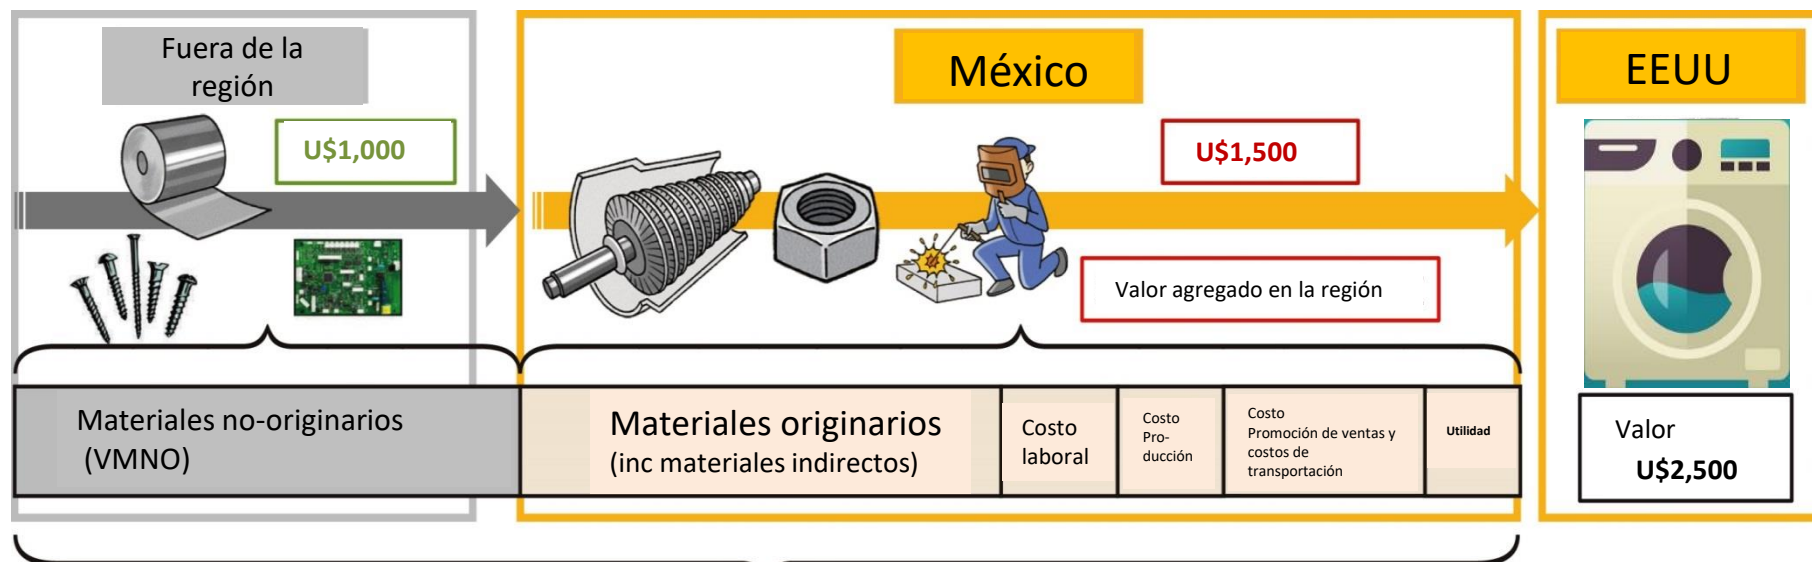 Fuera de la
región
México
EEUU
U$1,000
U$1,500
Valor agregado en la región
Materiales no-originarios
(VMNO)
Materiales originarios
(inc materiales indirectos)
Costo
laboral
Costo
Pro-
ducción
Costo
Promoción de ventas y
costos de
transportación
Utilidad
Valor
U$2,500